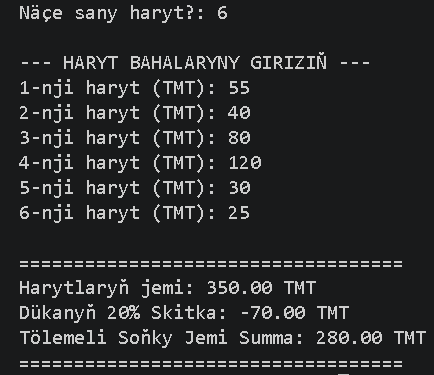 Näçe sany haryt?: 6
--- HARYT BAHALARYNY GIRIZIŇ ---
1-nji haryt (TMT): 55
2-nji haryt (TMT): 40
3-nji haryt (TMT): 80
4-nji haryt (TMT): 120
5-nji haryt (TMT): 30
6-nji haryt (TMT): 25
===================================
Harytlaryň jemi: 350.00 TMT
Dükanyň 20% Skitka: -70.00 TMT
Tölemeli Soňky Jemi Summa: 280.00 TMT
===================================